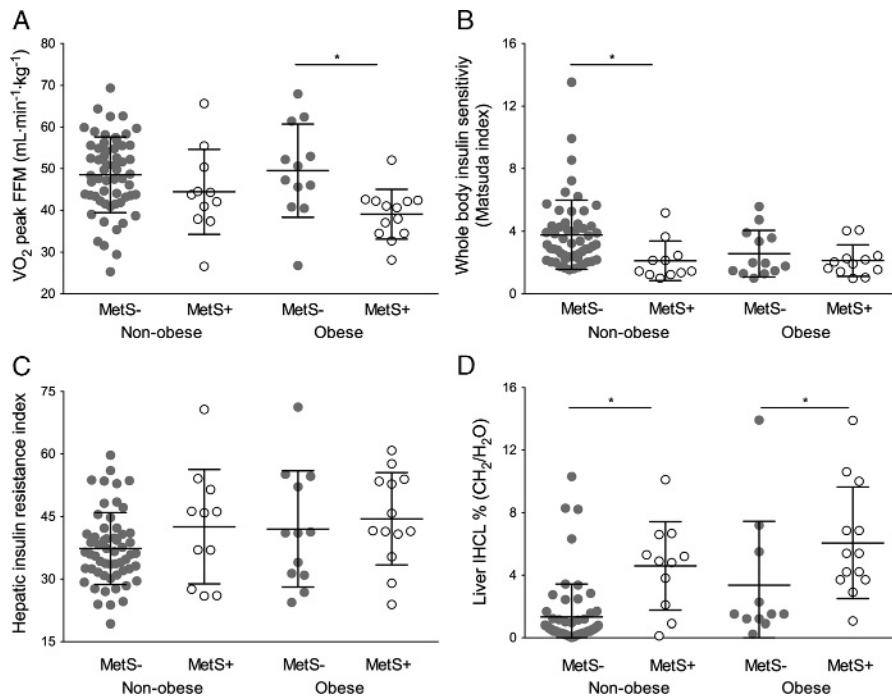 A
VO2 peak FFM (mL·min⁻¹·kg⁻¹)
80
70
60
50
40
30
20
*
MetS- MetS+ MetS- MetS+
Non-obese Obese
B
Whole body insulin sensitiviy
(Matsuda index)
16
12
8
4
0
*
MetS- MetS+ MetS- MetS+
Non-obese Obese
C
Hepatic insulin resistance index
75
60
45
30
15
MetS- MetS+ MetS- MetS+
Non-obese Obese
D
Liver IHCL % (CH2/H2O)
16
12
8
4
0
* *
MetS- MetS+ MetS- MetS+
Non-obese Obese